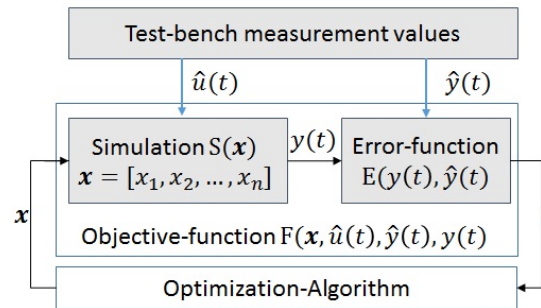 Test-bench measurement values
û(t)
ŷ(t)
Simulation S(x)
x = [x₁, x₂, ..., xₙ]
y(t)
Error-function
E(y(t), ŷ(t)
x
Objective-function F(x, û(t), ŷ(t), y(t)
Optimization-Algorithm